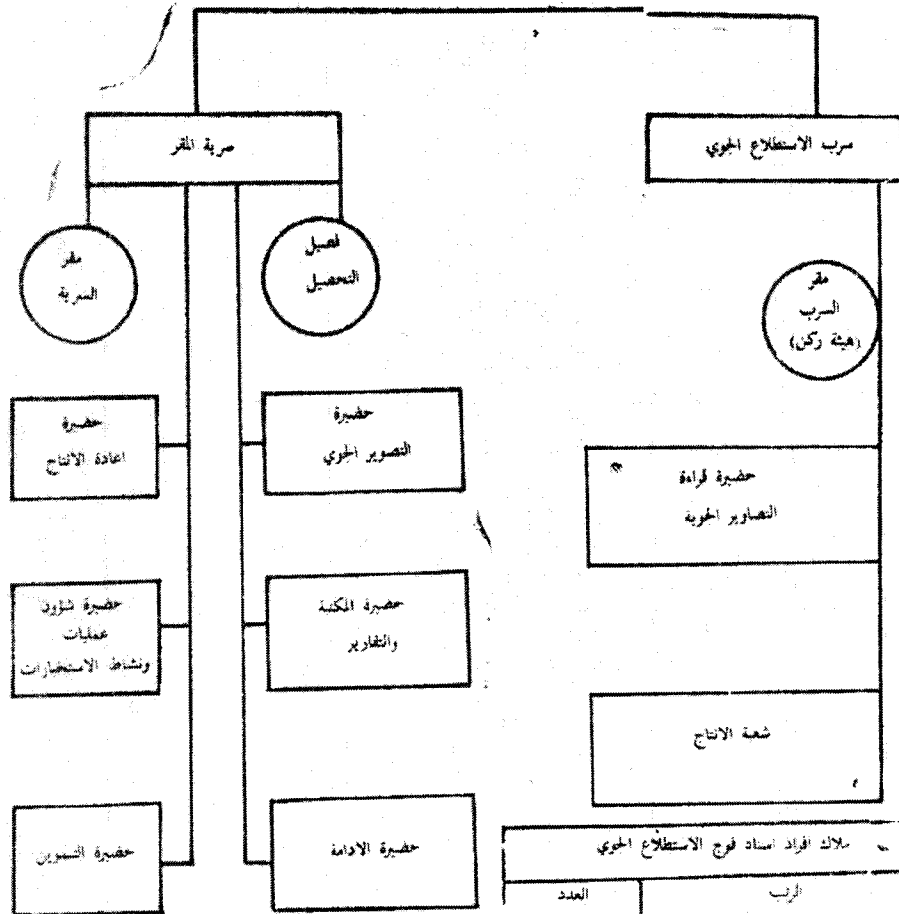 سرب الاستطلاع الجوي
سرية المقر
مقر
السرب
(هيئة ركن)
فصيل
التحصيل
مقر
السرية
حضيرة قراءة
التصاوير الجوية
حضيرة
التصوير الجوي
حضيرة
اعادة الانتاج
شعبة الانتاج
حضيرة المكتبة
والتقارير
حضيرة شؤون
عمليات
ونشاط الاستخبارات
حضيرة الادامة
حضيرة التموين
ملاك افراد اسناد فوج الاستطلاع الجوي
الرتب
العدد